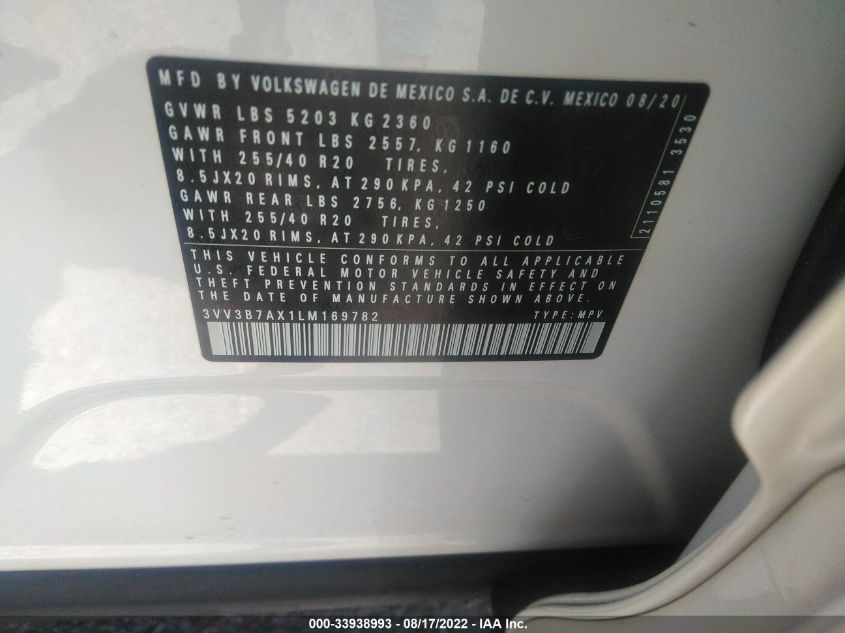 MFD BY VOLKSWAGEN DE MEXICO S.A. DE C.V. MEXICO 08/20
GVWR LBS 5203 KG 2360
GAWR FRONT LBS 2557, KG 1160
WITH 255/40 R20 TIRES,
8.5JX20 RIMS, AT 290 KPA, 42 PSI COLD
GAWR REAR LBS 2756, KG 1250
WITH 255/40 R20 TIRES,
8.5JX20 RIMS, AT 290 KPA, 42 PSI COLD
2110581 3530
THIS VEHICLE CONFORMS TO ALL APPLICABLE
U.S. FEDERAL MOTOR VEHICLE SAFETY AND
THEFT PREVENTION STANDARDS IN EFFECT ON
THE DATE OF MANUFACTURE SHOWN ABOVE.
3VV3B7AX1LM169782 TYPE: MPV
000-33938993 - 08/17/2022 - IAA Inc.